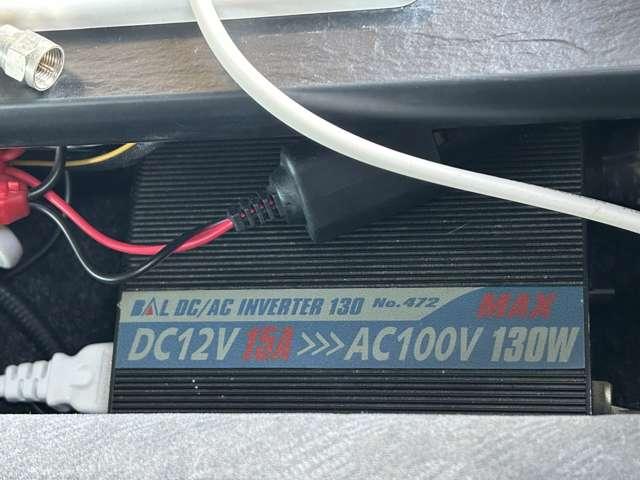 BAL DC/AC INVERTER 130 No.472 MAX
DC12V 15A >>> AC100V 130W